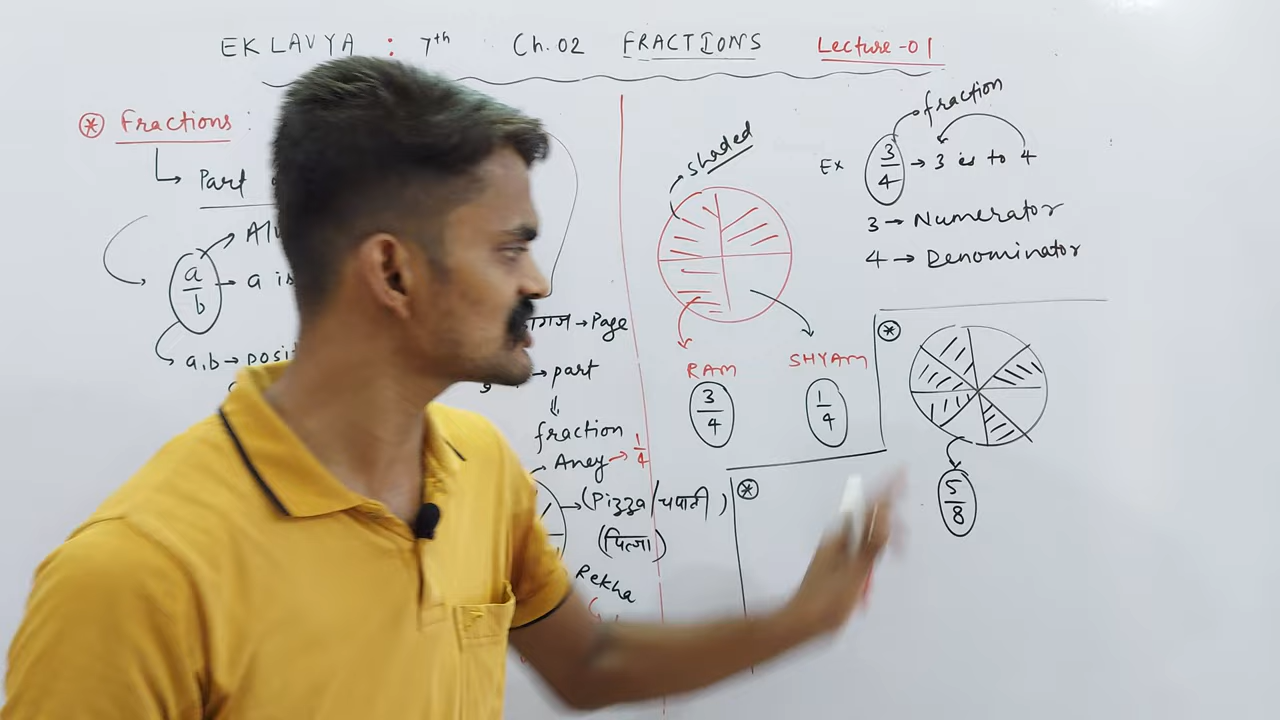 EKLAVYA : 7th Ch.02 FRACTIONS Lecture-01
* Fractions :
Part
a/b → a is
a, b → posit
→ Page
→ part
fraction
Aney → 1/4
(Pizza/चपाती)
(पिज्जा)
Rekha
shaded
RAM
3/4
SHYAM
1/4
fraction
Ex 3/4 → 3 is to 4
3 → Numerator
4 → Denominator
*
5/8
*